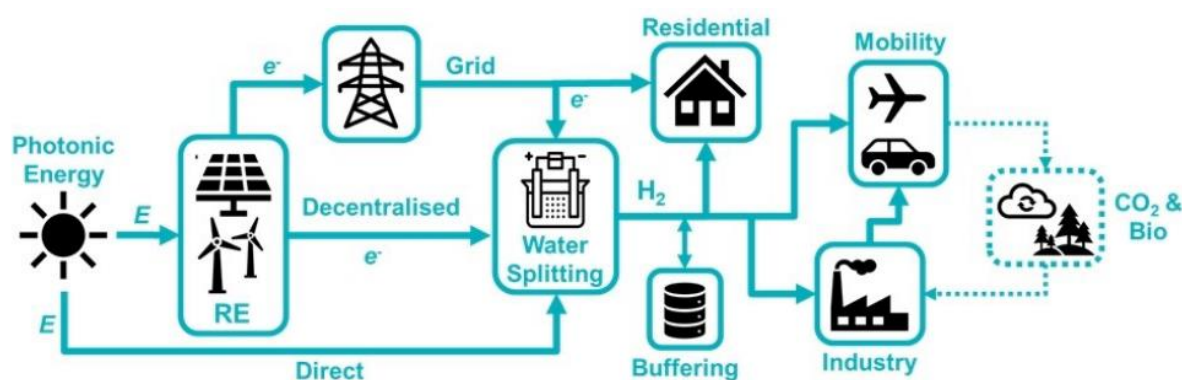 Residential
Mobility
e-
Grid
e-
Photonic
Energy
+
-
E
Decentralised
H2
CO2 &
Bio
e-
Water
Splitting
RE
E
Direct
Buffering
Industry